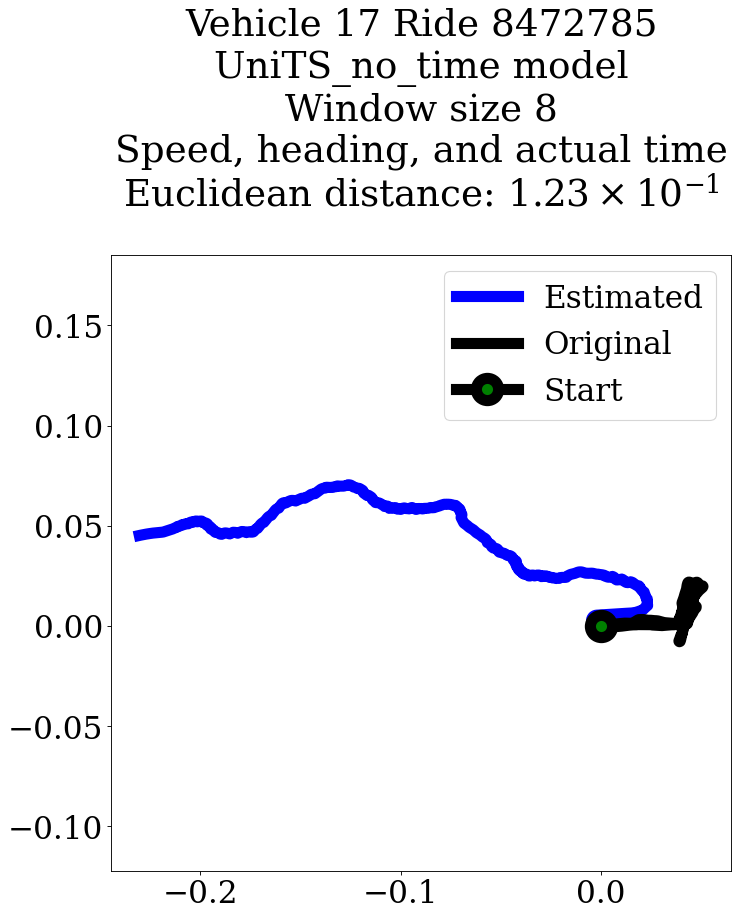 Vehicle 17 Ride 8472785
UniTS_no_time model
Window size 8
Speed, heading, and actual time
Euclidean distance: 1.23 × 10⁻¹
Estimated
Original
Start
0.15
0.10
0.05
0.00
−0.05
−0.10
−0.2
−0.1
0.0